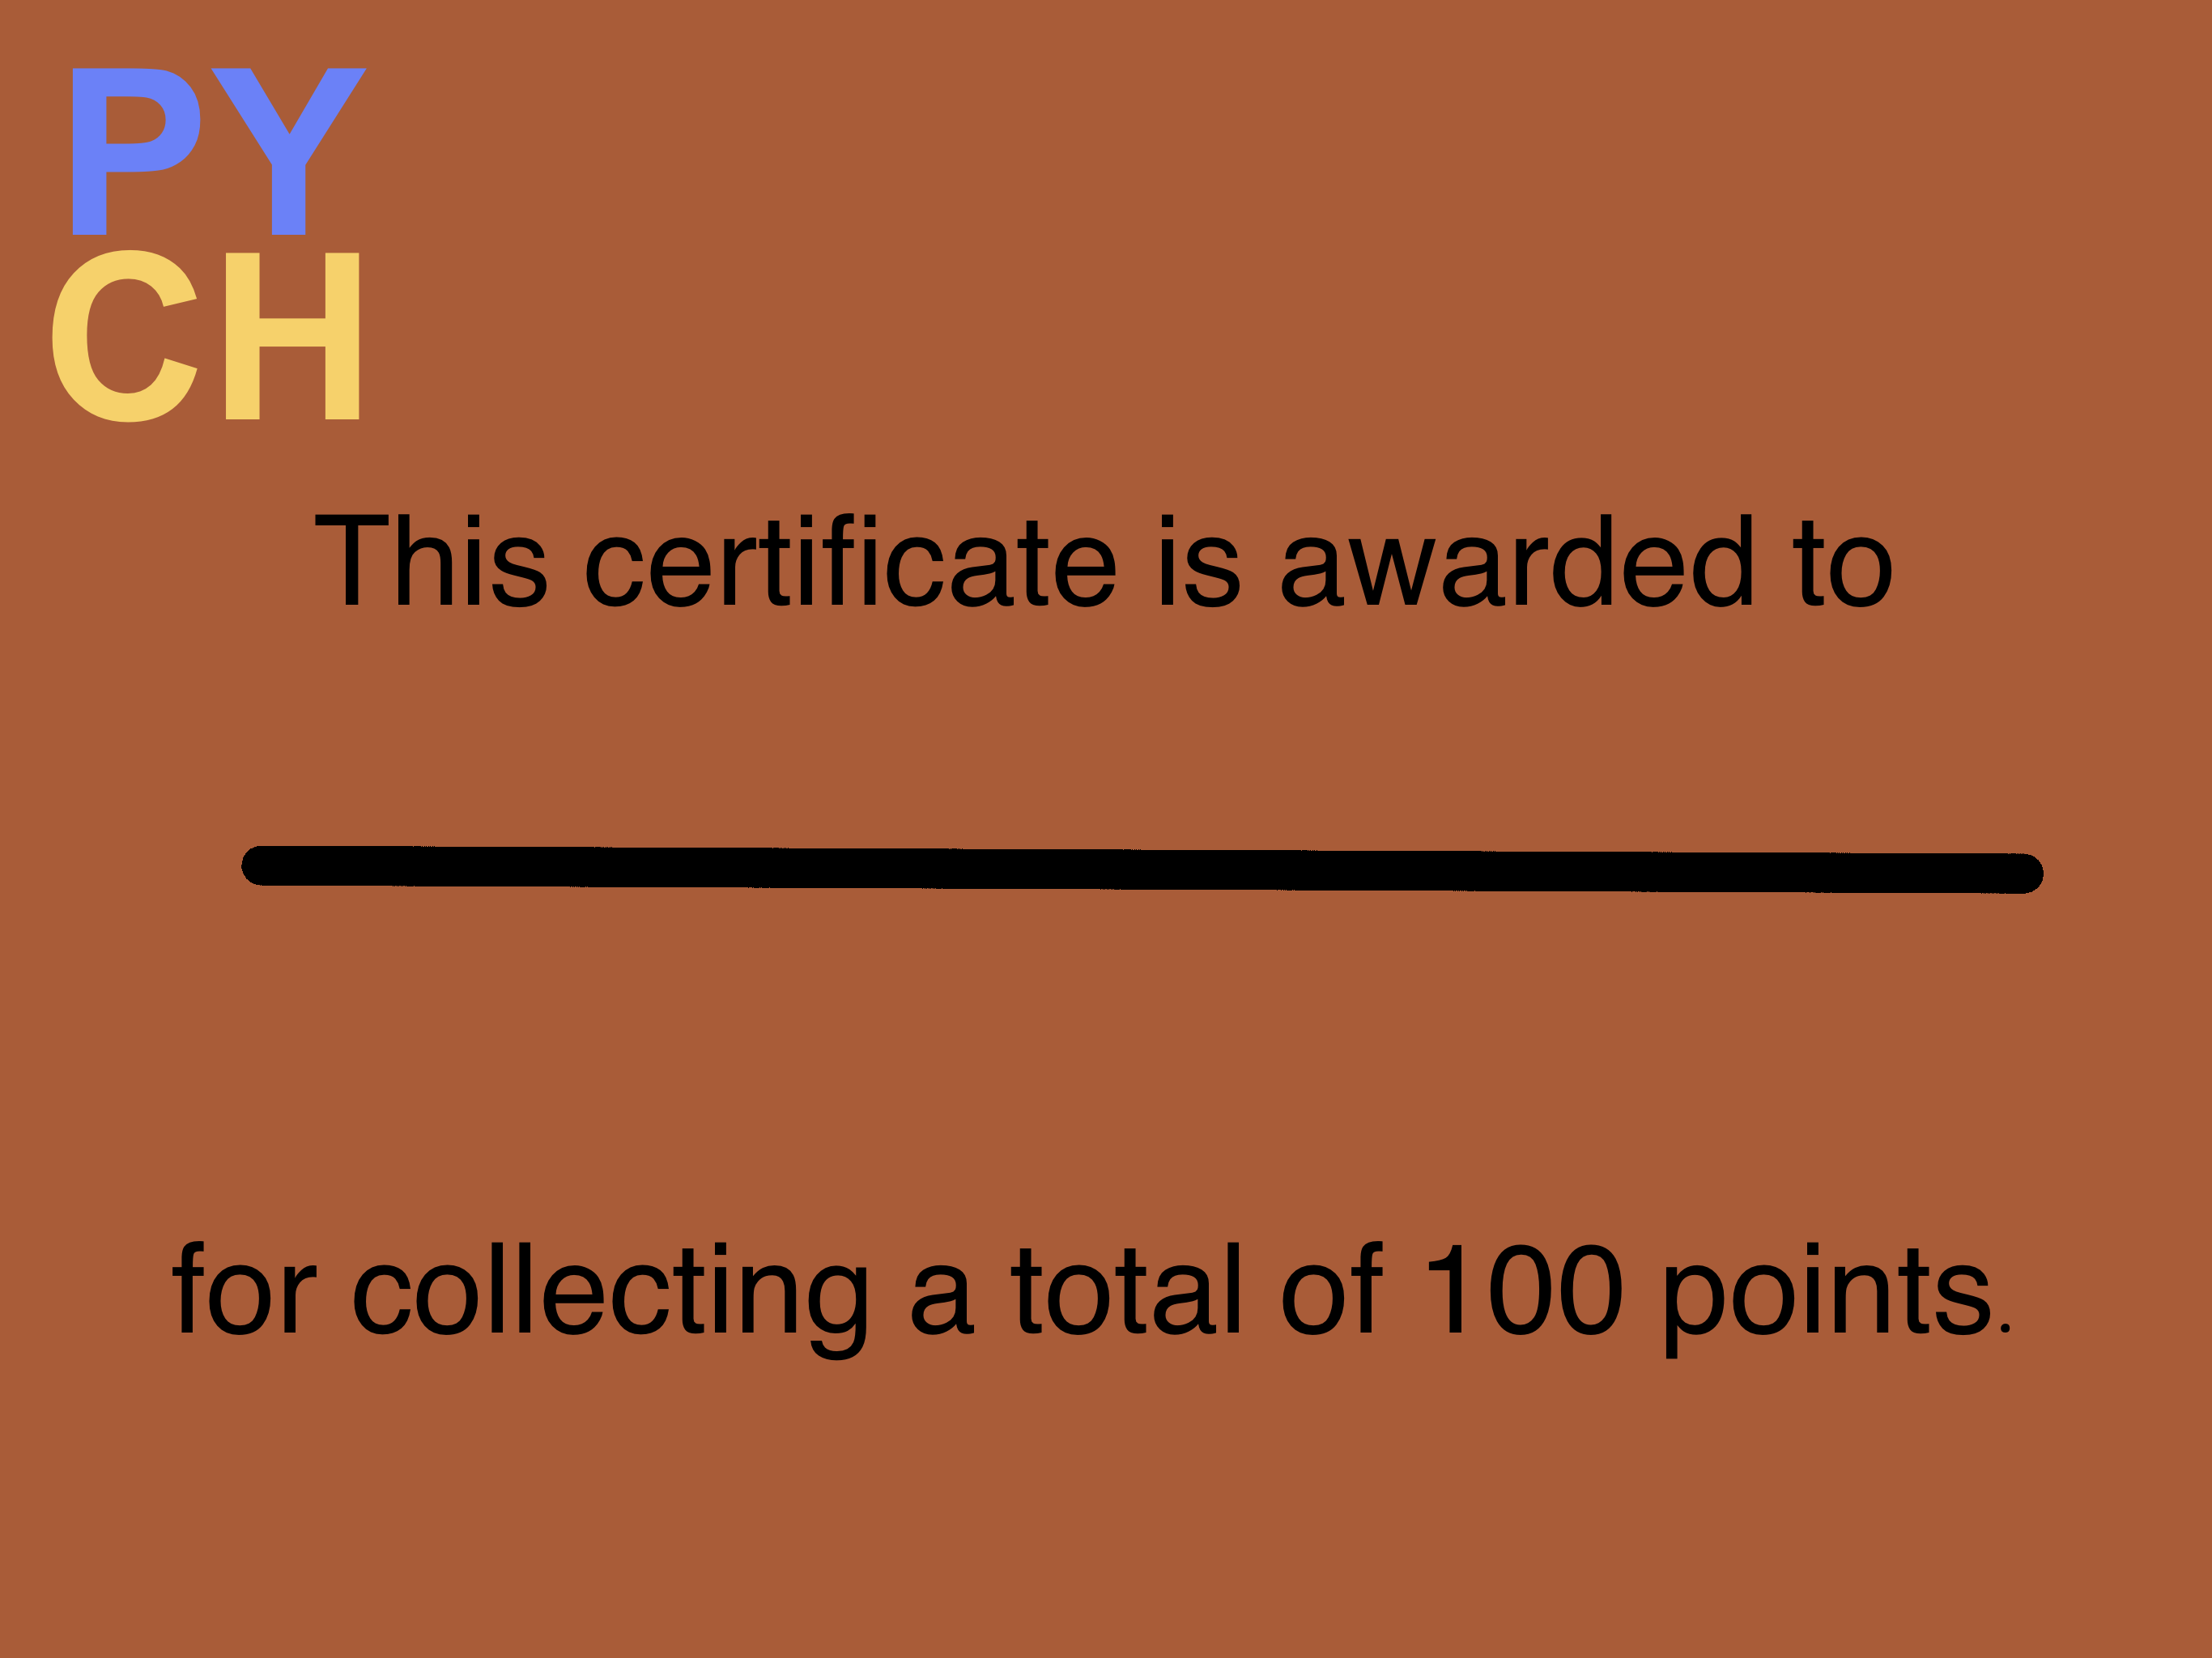 PY
CH
This certificate is awarded to
for collecting a total of 100 points.